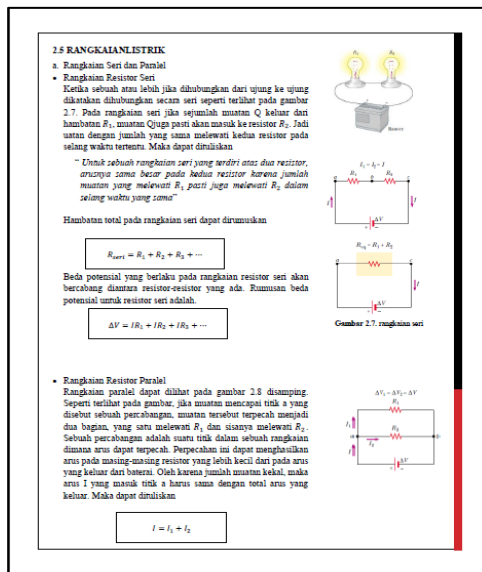 2.5 RANGKAIANLISTRIK
a. Rangkaian Seri dan Paralel
• Rangkaian Resistor Seri
Ketika sebuah atau lebih jika dihubungkan dari ujung ke ujung
dikatakan dihubungkan secara seri seperti terlihat pada gambar
2.7. Pada rangkaian seri jika sejumlah muatan Q keluar dari
hambatan R₁, muatan Qjuga pasti akan masuk ke resistor R₂. Jadi
uatan dengan jumlah yang sama melewati kedua resistor pada
selang waktu tertentu. Maka dapat dituliskan
“ Untuk sebuah rangkaian seri yang terdiri atas dua resistor,
arusnya sama besar pada kedua resistor karena jumlah
muatan yang melewati R₁ pasti juga melewati R₂ dalam
selang waktu yang sama”
Hambatan total pada rangkaian seri dapat dirumuskan
R_seri = R₁ + R₂ + R₃ + ⋯
Beda potensial yang berlaku pada rangkaian resistor seri akan
bercabang diantara resistor-resistor yang ada. Rumusan beda
potensial untuk resistor seri adalah.
ΔV = IR₁ + IR₂ + IR₃ + ⋯
R₁ R₂
Battery
I₁ = I₂ = I
R₁ R₂
a b c
I I
ΔV
+ −
R_eq = R₁ + R₂
a c
I
ΔV
+ −
Gambar 2.7. rangkaian seri
• Rangkaian Resistor Paralel
Rangkaian paralel dapat dilihat pada gambar 2.8 disamping.
Seperti terlihat pada gambar, jika muatan mencapai titik a yang
disebut sebuah percabangan, muatan tersebut terpecah menjadi
dua bagian, yang satu melewati R₁ dan sisanya melewati R₂.
Sebuah percabangan adalah suatu titik dalam sebuah rangkaian
dimana arus dapat terpecah. Perpecahan ini dapat menghasilkan
arus pada masing-masing resistor yang lebih kecil dari pada arus
yang keluar dari baterai. Oleh karena jumlah muatan kekal, maka
arus I yang masuk titik a harus sama dengan total arus yang
keluar. Maka dapat dituliskan
I = I₁ + I₂
ΔV₁ = ΔV₂ = ΔV
R₁
I₁
R₂
a b
I₂
I
ΔV
+ −